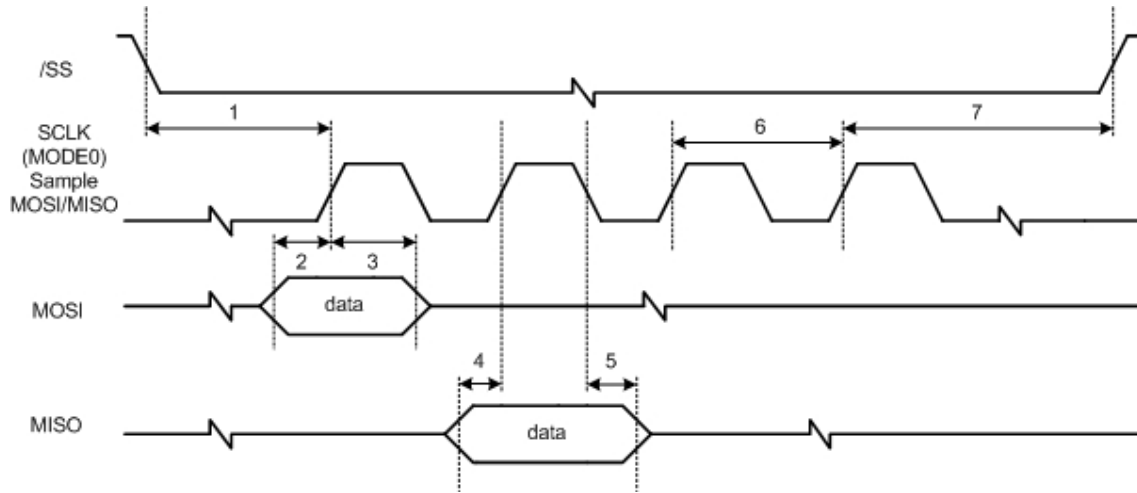 /SS
1
7
SCLK
(MODE0)
Sample
MOSI/MISO
6
2
3
MOSI
data
4
5
MISO
data